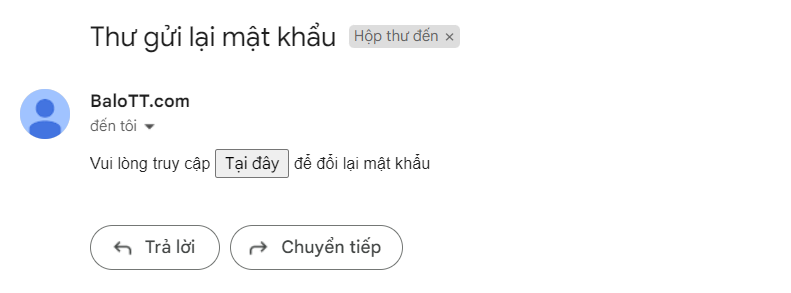 Thư gửi lại mật khẩu Hộp thư đến ×
BaloTT.com
đến tôi
Vui lòng truy cập Tại đây để đổi lại mật khẩu
Trả lời Chuyển tiếp